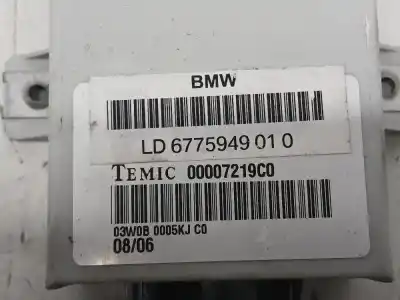 BMW
LD 6775949 01 0
TEMIC 00007219C0
03W0B 0005KJ C0
08/06